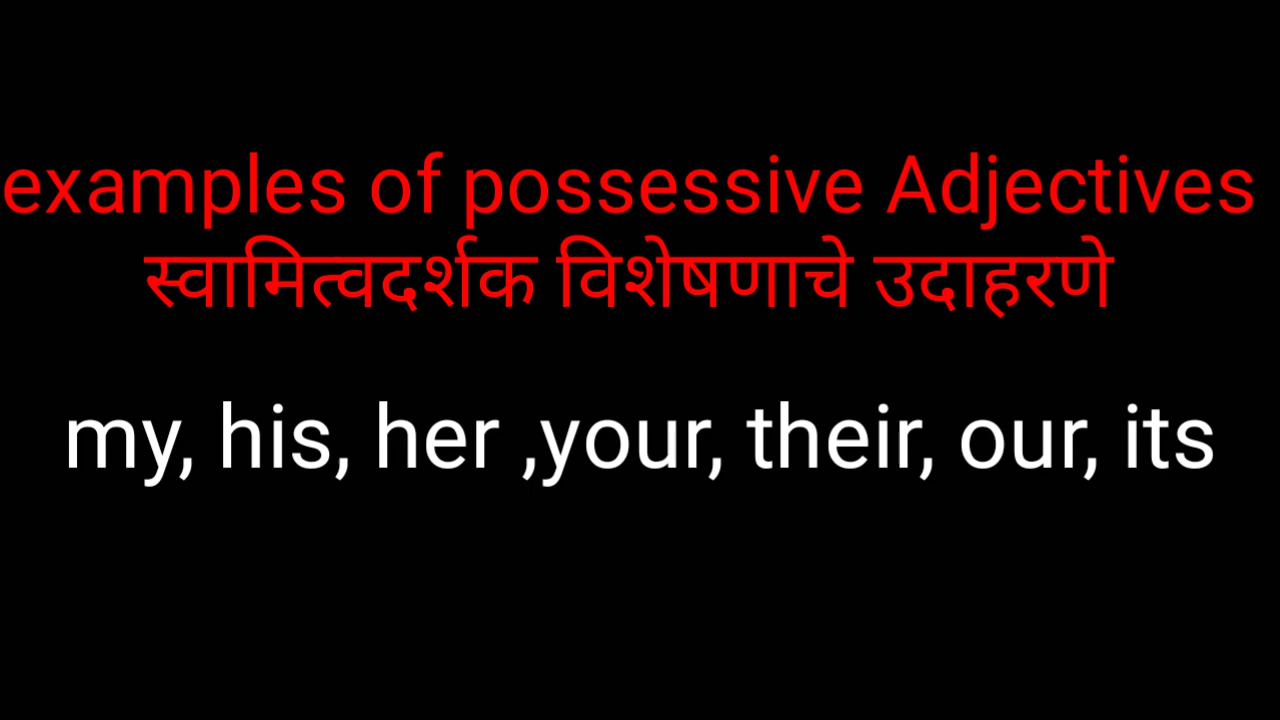 examples of possessive Adjectives
स्वामित्वदर्शक विशेषणाचे उदाहरणे
my, his, her ,your, their, our, its